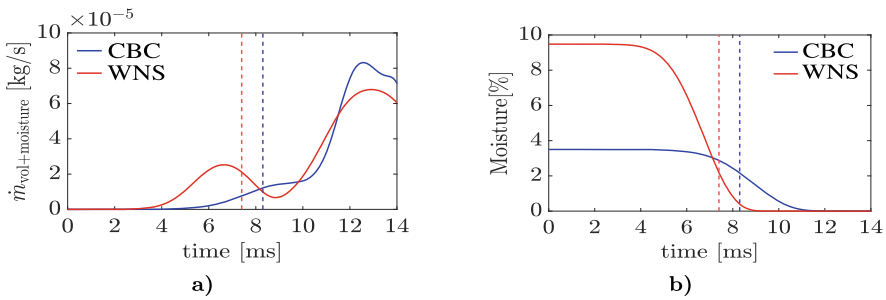 ×10⁻⁵
10
8
6
4
2
0
ṁvol+moisture [kg/s]
CBC
WNS
0 2 4 6 8 10 12 14
time [ms]
a)
10
8
6
4
2
0
Moisture[%]
CBC
WNS
0 2 4 6 8 10 12 14
time [ms]
b)